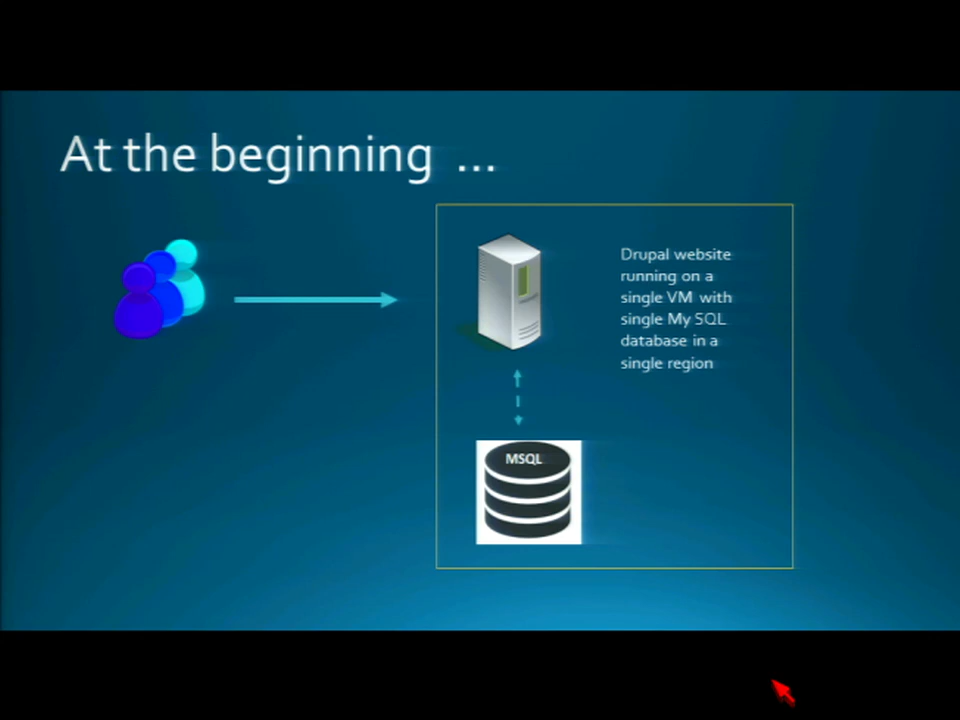 At the beginning ...
Drupal website
running on a
single VM with
single My SQL
database in a
single region
MSQL